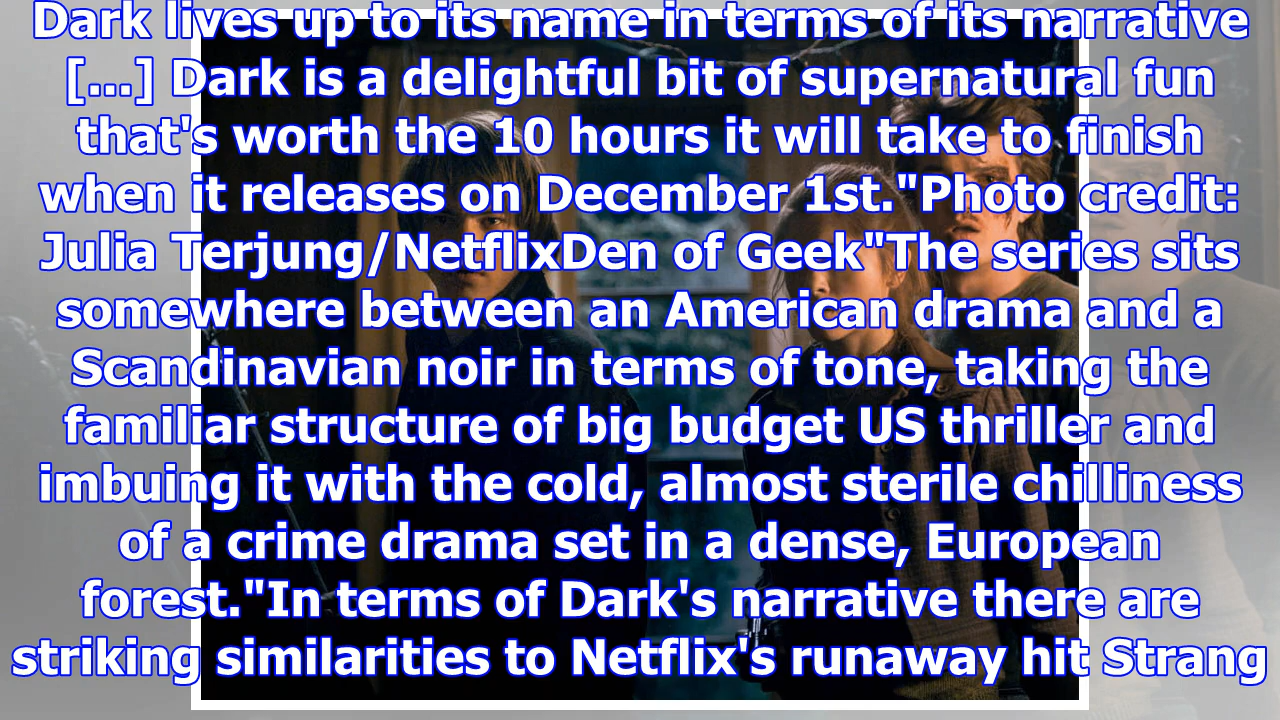 Dark lives up to its name in terms of its narrative
[...] Dark is a delightful bit of supernatural fun
that's worth the 10 hours it will take to finish
when it releases on December 1st."Photo credit:
Julia Terjung/NetflixDen of Geek"The series sits
somewhere between an American drama and a
Scandinavian noir in terms of tone, taking the
familiar structure of big budget US thriller and
imbuing it with the cold, almost sterile chilliness
of a crime drama set in a dense, European
forest."In terms of Dark's narrative there are
striking similarities to Netflix's runaway hit Strang